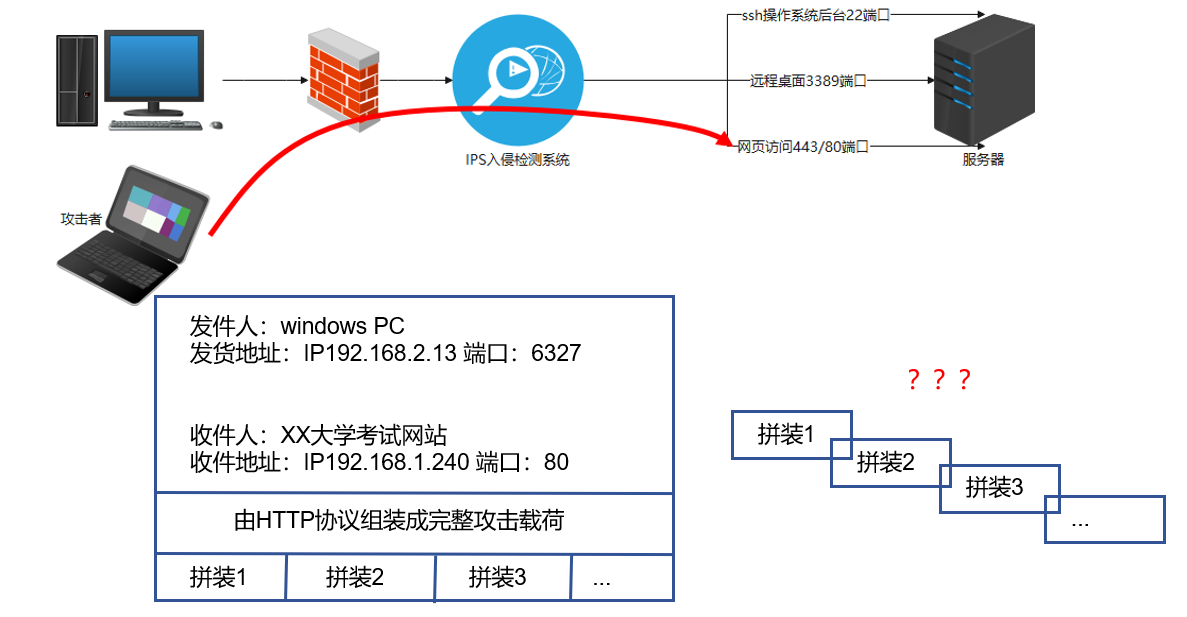 ssh操作系统后台22端口
远程桌面3389端口
网页访问443/80端口
IPS入侵检测系统
服务器
攻击者
发件人：windows PC
发货地址：IP192.168.2.13 端口：6327
收件人：XX大学考试网站
收件地址：IP192.168.1.240 端口：80
由HTTP协议组装成完整攻击载荷
拼装1
拼装2
拼装3
...
？？？
拼装1
拼装2
拼装3
...